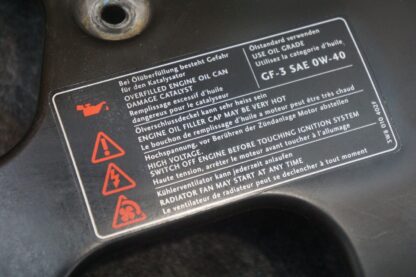 Bei Ölüberfüllung besteht Gefahr
für den Katalysator
OVERFILLED ENGINE OIL CAN
DAMAGE CATALYST
Remplissage excessif d'huile
dangereux pour le catalyseur
Ölstandard verwenden
USE OIL GRADE
Utilisez la catégorie d'huile
GF-3 SAE 0W-40
Ölverschlussdeckel kann sehr heiss sein
ENGINE OIL FILLER CAP MAY BE VERY HOT
Le bouchon de remplissage d'huile a moteur peut être très chaud
Hochspannung, vor Berühren der Zündanlage Motor abstellen
HIGH VOLTAGE.
SWITCH OFF ENGINE BEFORE TOUCHING IGNITION SYSTEM
Haute tension, arrêter le moteur avant toucher à l'allumage
Kühlerventilator kann jederzeit anlaufen
RADIATOR FAN MAY START AT ANY TIME
Le ventilateur de radiateur peut se declencher à tout moment